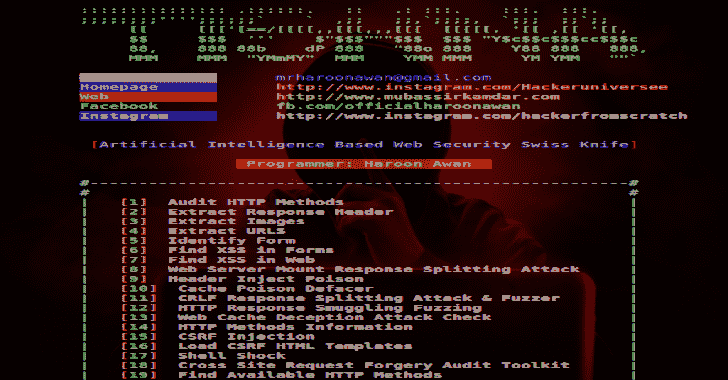 mrharoonawan@gmail.com
Homepage http://www.instagram.com/Hackeruniversee
Web http://www.mubassirkamdar.com
Facebook fb.com/officialharoonawan
Instagram http://www.instagram.com/hackerfromscratch
[Artificial Intelligence Based Web Security Swiss Knife]
Programmer: Haroon Awan
[1] Audit HTTP Methods
[2] Extract Response Header
[3] Extract Images
[4] Extract URLS
[5] Identify Form
[6] Find XSS in Forms
[7] Find XSS in Web
[8] Web Server Mount Response Splitting Attack
[9] Header Inject Poison
[10] Cache Poison Defacer
[11] CRLF Response Splitting Attack & Fuzzer
[12] HTTP Response Smuggling Fuzzing
[13] Web Cache Deception Attack Check
[14] HTTP Methods Information
[15] CSRF Injection
[16] Load CSRF HTML Templates
[17] Shell Shock
[18] Cross Site Request Forgery Audit Toolkit
[19] Find Available HTTP Methods